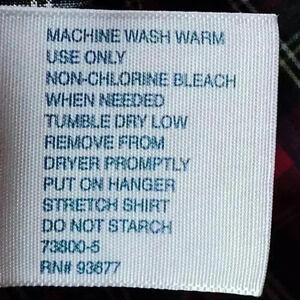 MACHINE WASH WARM
USE ONLY
NON-CHLORINE BLEACH
WHEN NEEDED
TUMBLE DRY LOW
REMOVE FROM
DRYER PROMPTLY
PUT ON HANGER
STRETCH SHIRT
DO NOT STARCH
73800-5
RN# 93677